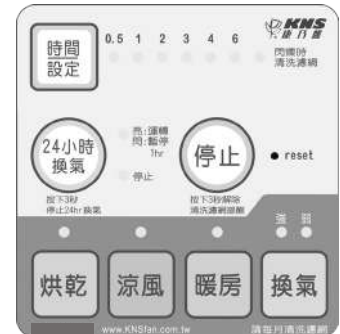 KNS
康乃馨
時間
設定
0.5 1 2 3 4 6
閃爍時
清洗濾網
24小時
換氣
亮:運轉
閃:暫停
1hr
停止
停止
reset
按下3秒
停止24hr換氣
按下3秒解除
清洗濾網提醒
強 弱
烘乾
涼風
暖房
換氣
www.KNSfan.com.tw
請每月清洗濾網